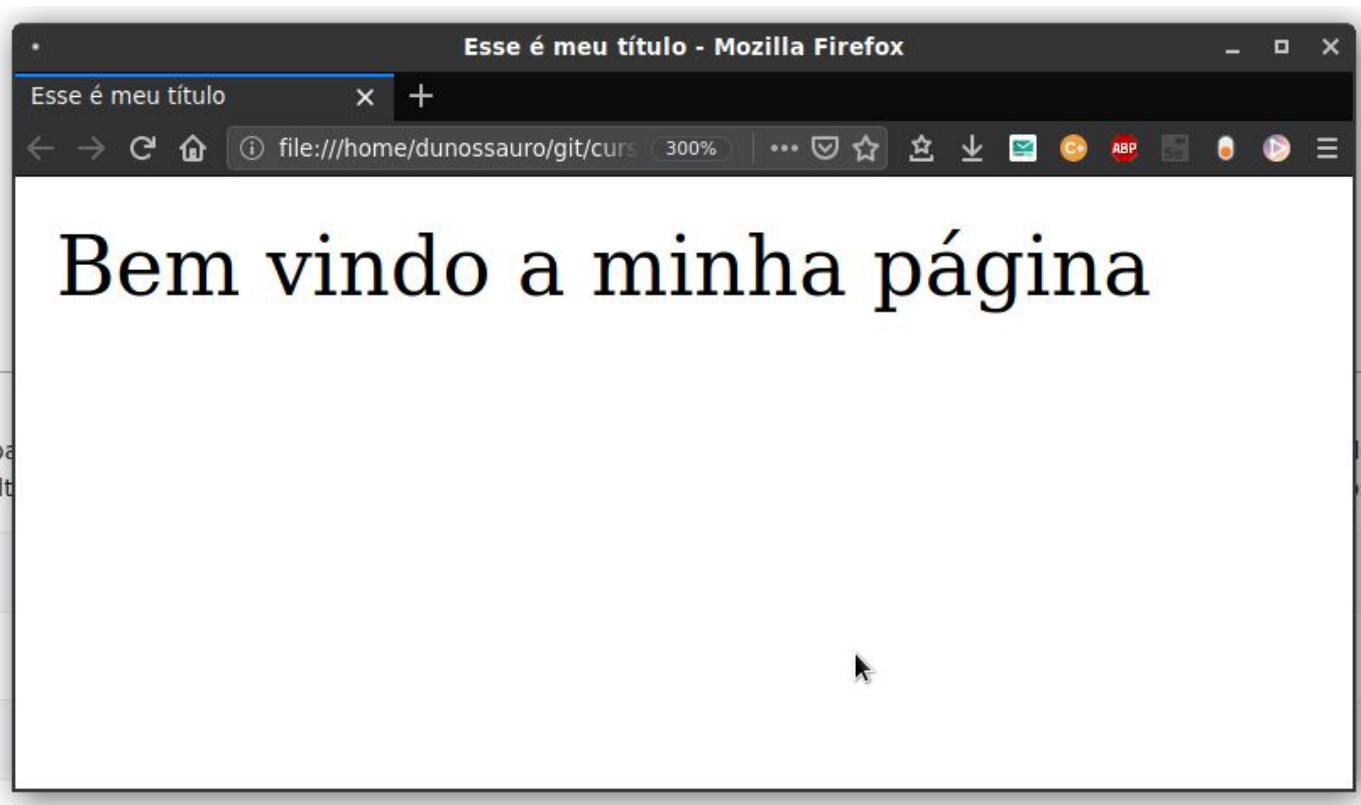 Esse é meu título - Mozilla Firefox
Esse é meu título
file:///home/dunossauro/git/curs 300%
C+ ABP Se
Bem vindo a minha página